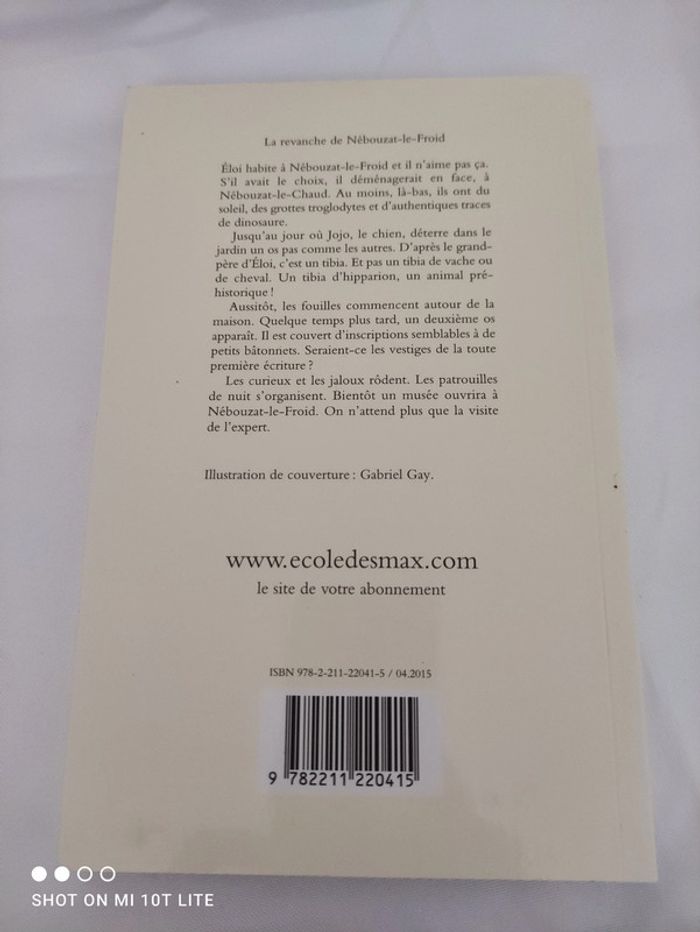 La revanche de Nébouzat-le-Froid
Éloi habite à Nébouzat-le-Froid et il n'aime pas ça.
S'il avait le choix, il déménagerait en face, à
Nébouzat-le-Chaud. Au moins, là-bas, ils ont du
soleil, des grottes troglodytes et d'authentiques traces
de dinosaure.
Jusqu'au jour où Jojo, le chien, déterre dans le
jardin un os pas comme les autres. D'après le grand-
père d'Éloi, c'est un tibia. Et pas un tibia de vache ou
de cheval. Un tibia d'hipparion, un animal pré-
historique !
Aussitôt, les fouilles commencent autour de la
maison. Quelque temps plus tard, un deuxième os
apparaît. Il est couvert d'inscriptions semblables à de
petits bâtonnets. Seraient-ce les vestiges de la toute
première écriture ?
Les curieux et les jaloux rôdent. Les patrouilles
de nuit s'organisent. Bientôt un musée ouvrira à
Nébouzat-le-Froid. On n'attend plus que la visite
de l'expert.
Illustration de couverture : Gabriel Gay.
www.ecoledesmax.com
le site de votre abonnement
ISBN 978-2-211-22041-5 / 04.2015
9 782211 220415
SHOT ON MI 10T LITE